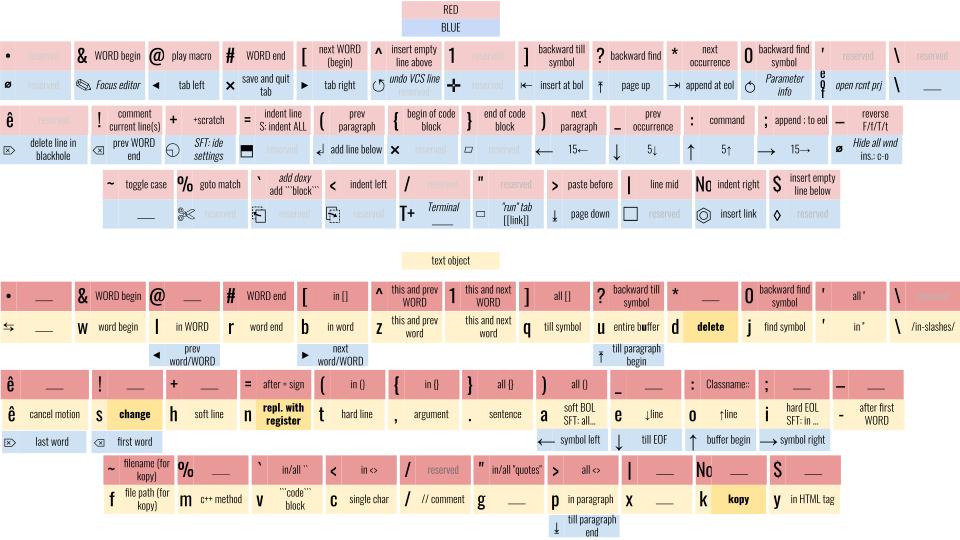 RED
BLUE
• reserved & WORD begin @ play macro # WORD end [ next WORD (begin) ^ insert empty line above 1 reserved ] backward till symbol ? backward find * next occurrence 0 backward find symbol ' reserved \ reserved
ø reserved ✎ Focus editor ◄ tab left × save and quit tab ► tab right ↺ undo VCS line reserved ✛ reserved ⇤ insert at bol ⤒ page up ⇥ append at eol Parameter info eof open rcnt prj \ ___
ê reserved ! comment current line(s) + +scratch = indent line S: indent ALL ( prev paragraph { begin of code block } end of code block ) next paragraph _ prev occurrence : command ; append : to eol – reverse F/f/T/t
⌦ delete line in blackhole ⌫ prev WORD end SFT: ide settings reserved ↲ add line below × reserved ▱ reserved ← 15← ↓ 5↓ ↑ 5↑ → 15→ ø Hide all wnd ins.: c-o
~ toggle case % goto match ` add doxy add ```block``` < indent left / reserved " reserved > paste before | line mid № indent right $ insert empty line below
___ ✄ reserved reserved reserved T+ Terminal ___ ▭ "run" tab [[link]] ⤓ page down □ reserved insert link ◊ reserved
text object
• ___ & WORD begin @ ___ # WORD end [ in [] ^ this and prev WORD 1 this and next WORD ] all [] ? backward till symbol * ___ 0 backward find symbol ' all " \ reserved
⇆ ___ w word begin l in WORD r word end b in word z this and prev word this and next word q till symbol u entire buffer d delete j find symbol ' in " \ /in-slashes/
◄ prev word/WORD ► next word/WORD ⤒ till paragraph begin
ê ___ ! ___ + ___ = after = sign ( in () { in {} } all {} ) all () _ ___ : Classname:: ; ___ – ___
ê cancel motion s change h soft line n repl. with register t hard line , argument . sentence a soft BOL SFT: all... e ↓line o ↑line i hard EOL SFT: in ... - after first WORD
⌦ last word ⌫ first word ← symbol left ↓ till EOF ↑ buffer begin → symbol right
~ filename (for kopy) % ___ ` in/all `` < in <> / reserved " in/all "quotes" > all <> | ___ № ___ $ ___
f file path (for kopy) m c++ method v ```code``` block c single char / // comment g ___ p in paragraph x ___ k kopy y in HTML tag
⤓ till paragraph end